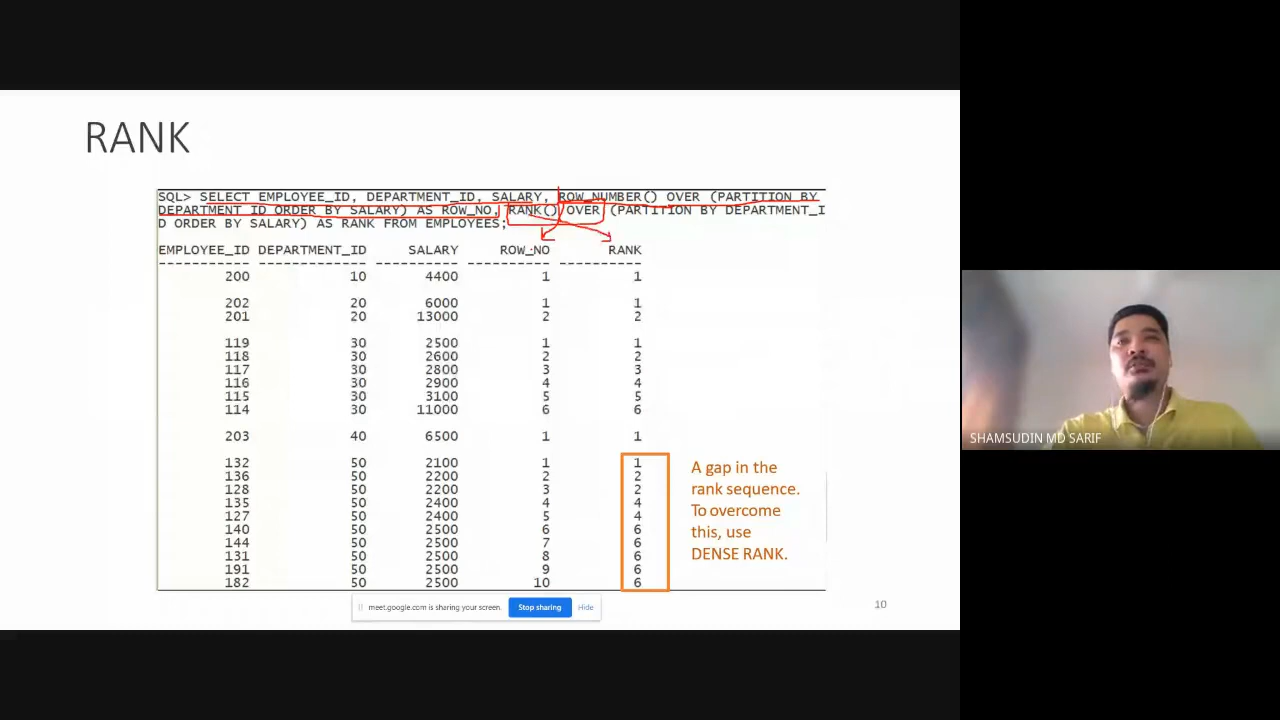 RANK
SQL> SELECT EMPLOYEE_ID, DEPARTMENT_ID, SALARY, ROW_NUMBER() OVER (PARTITION BY
DEPARTMENT_ID ORDER BY SALARY) AS ROW_NO, RANK() OVER (PARTITION BY DEPARTMENT_I
D ORDER BY SALARY) AS RANK FROM EMPLOYEES;
EMPLOYEE_ID DEPARTMENT_ID SALARY ROW_NO RANK
----------- ------------- ---------- ---------- ----------
200 10 4400 1 1
202 20 6000 1 1
201 20 13000 2 2
119 30 2500 1 1
118 30 2600 2 2
117 30 2800 3 3
116 30 2900 4 4
115 30 3100 5 5
114 30 11000 6 6
203 40 6500 1 1
132 50 2100 1 1
136 50 2200 2 2
128 50 2200 3 2
135 50 2400 4 4
127 50 2400 5 4
140 50 2500 6 6
144 50 2500 7 6
131 50 2500 8 6
191 50 2500 9 6
182 50 2500 10 6
A gap in the
rank sequence.
To overcome
this, use
DENSE RANK.
meet.google.com is sharing your screen. Stop sharing Hide
10
SHAMSUDIN MD SARIF